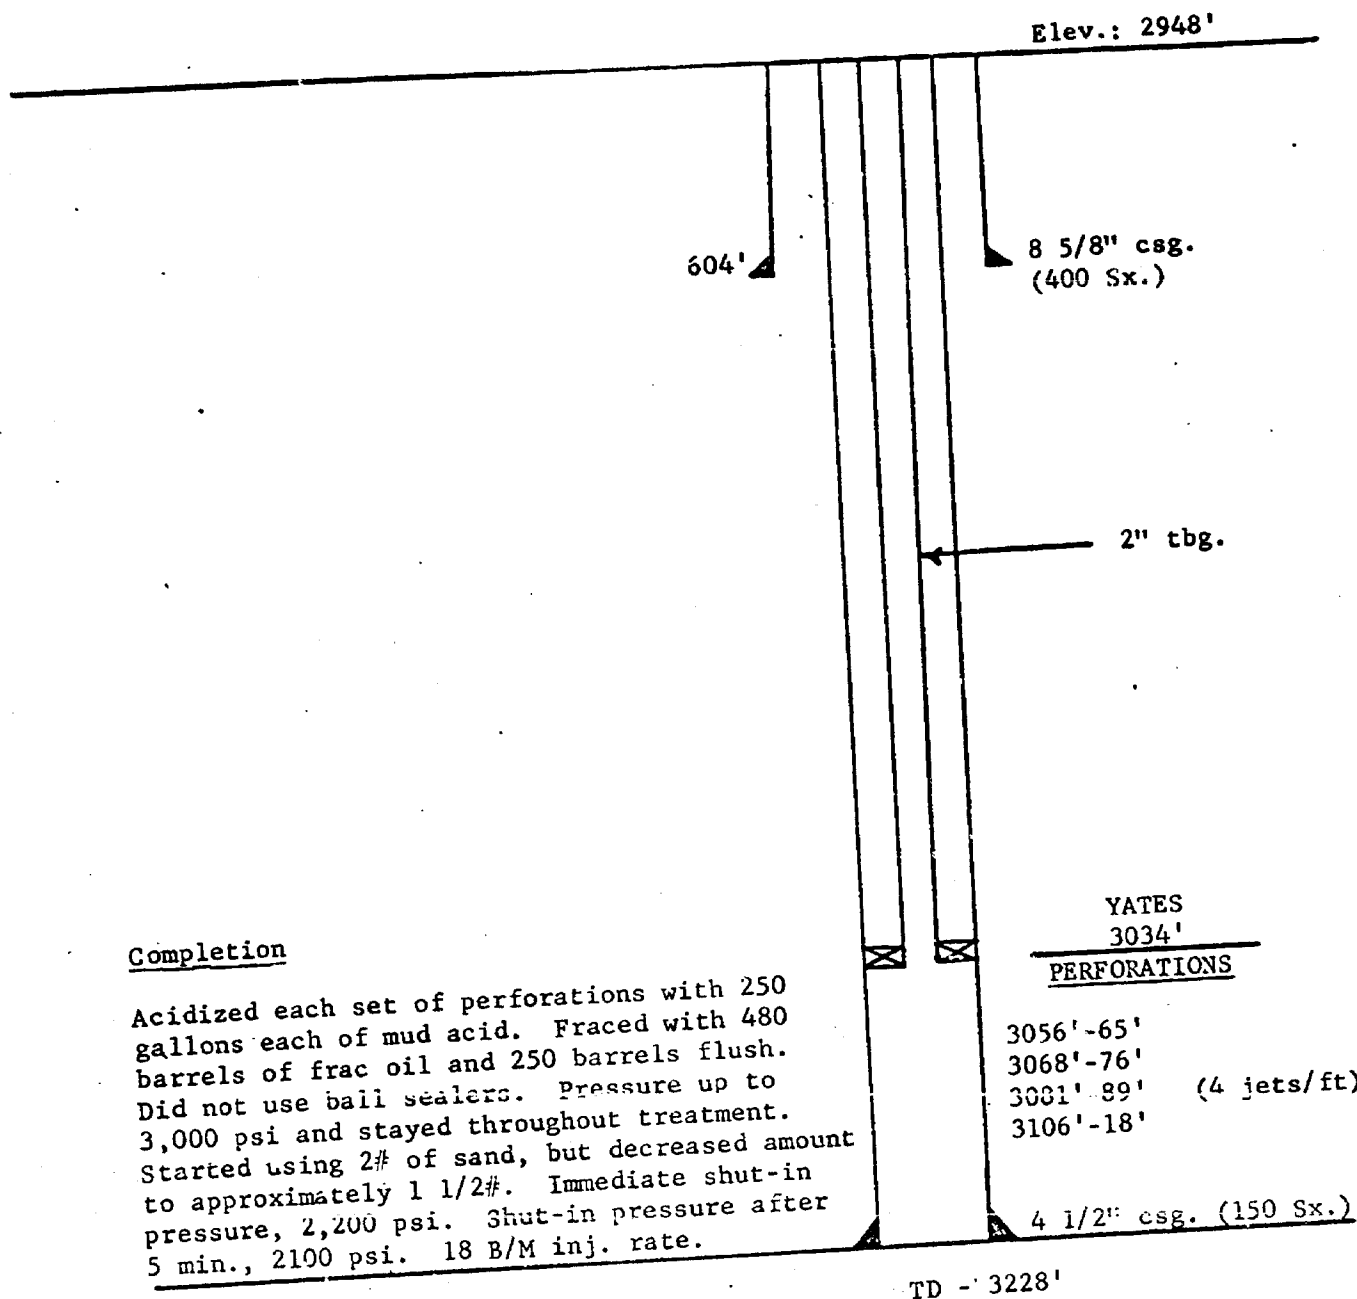 Elev.: 2948'
604'
8 5/8" csg.
(400 Sx.)
2" tbg.
YATES
3034'
PERFORATIONS
3056'-65'
3068'-76'
3081'-89' (4 jets/ft)
3106'-18'
Completion
Acidized each set of perforations with 250
gallons each of mud acid. Fraced with 480
barrels of frac oil and 250 barrels flush.
Did not use ball sealers. Pressure up to
3,000 psi and stayed throughout treatment.
Started using 2# of sand, but decreased amount
to approximately 1 1/2#. Immediate shut-in
pressure, 2,200 psi. Shut-in pressure after
5 min., 2100 psi. 18 B/M inj. rate.
4 1/2" csg. (150 Sx.)
TD - 3228'